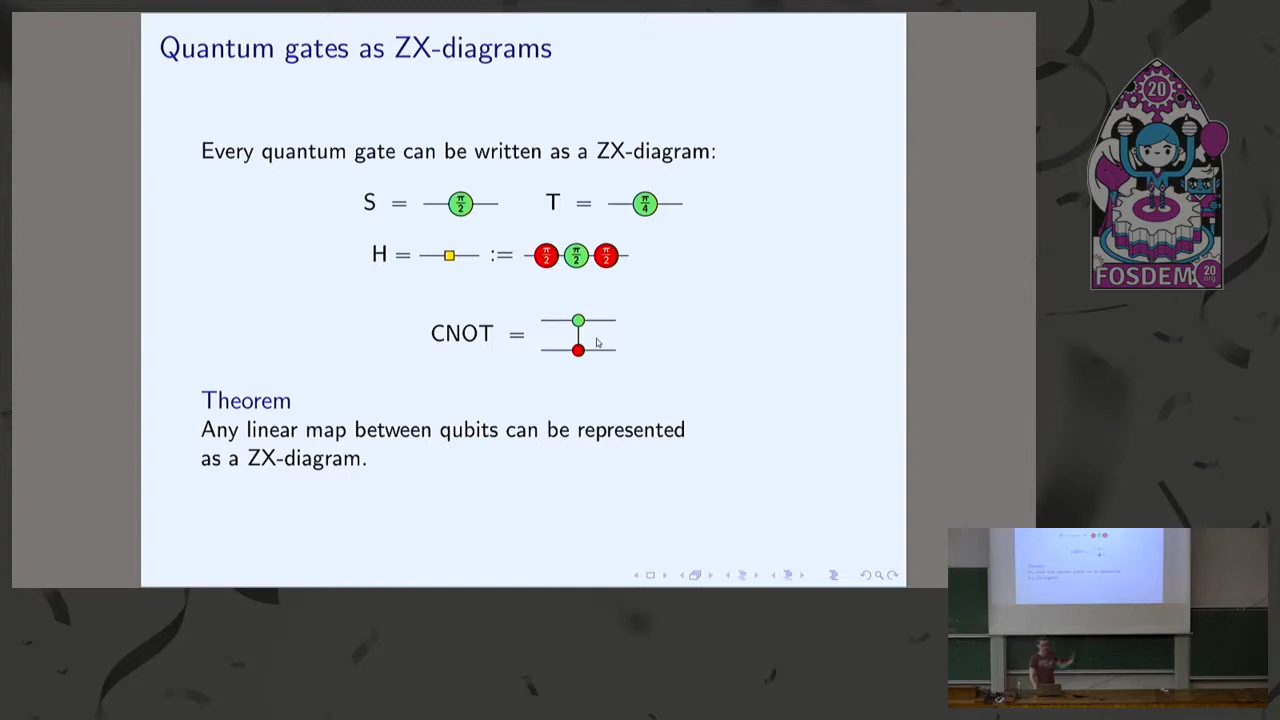 Quantum gates as ZX-diagrams
Every quantum gate can be written as a ZX-diagram:
S = π/2 T = π/4
H = := π/2 π/2 π/2
CNOT =
Theorem
Any linear map between qubits can be represented
as a ZX-diagram.
20
FOSDEM 20
.org